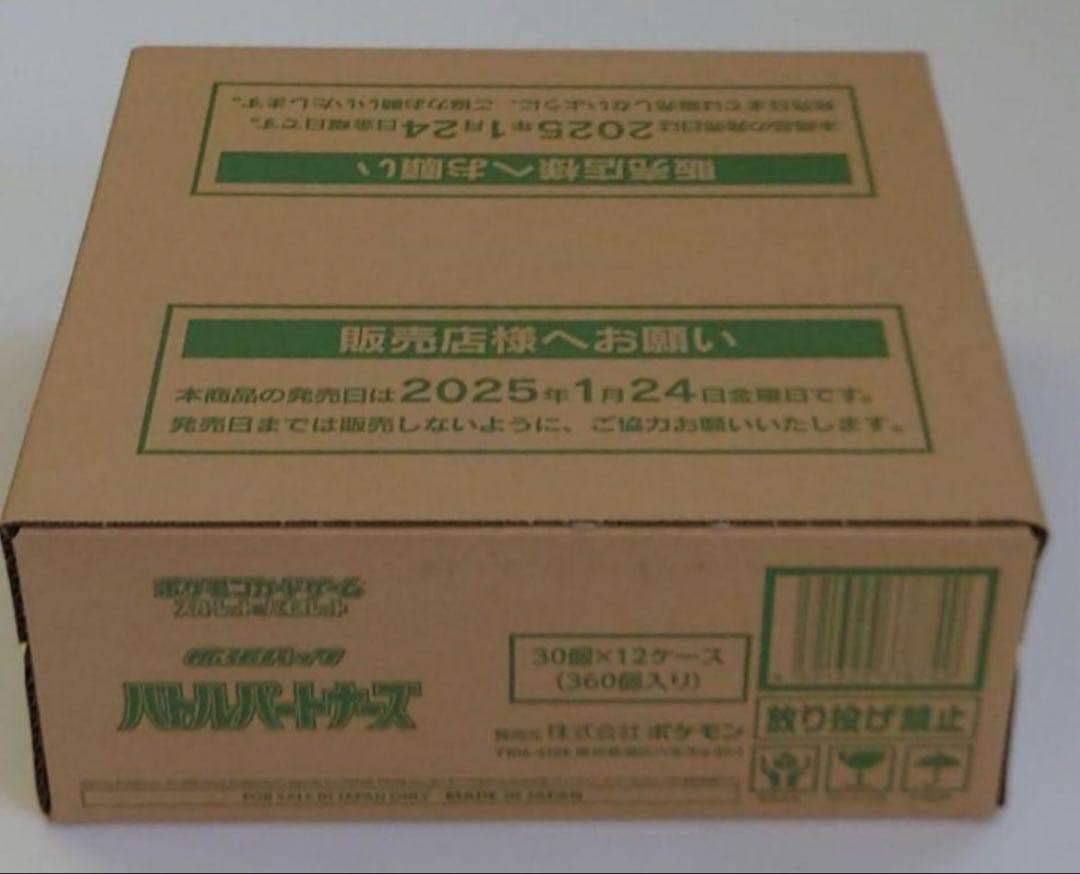 本商品の発売日は2025年1月24日金曜日です。
発売日までは販売しないように、ご協力お願いいたします。
販売店様へお願い
販売店様へお願い
本商品の発売日は2025年1月24日金曜日です。
発売日までは販売しないように、ご協力お願いいたします。
ポケモンカードゲーム
スカーレット&バイオレット
拡張パック
バトルパートナーズ
30個×12ケース
(360個入り)
株式会社 ポケモン
放り投げ禁止
FOR SALE IN JAPAN ONLY MADE IN JAPAN